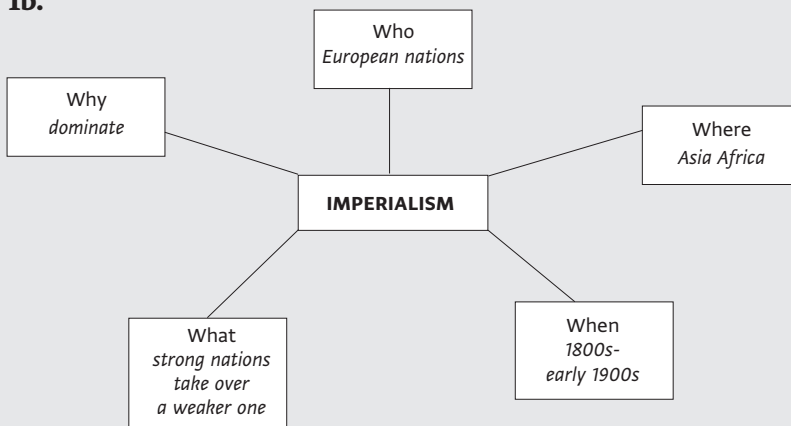 1b.
Who
European nations
Why
dominate
Where
Asia Africa
IMPERIALISM
What
strong nations
take over
a weaker one
When
1800s-
early 1900s